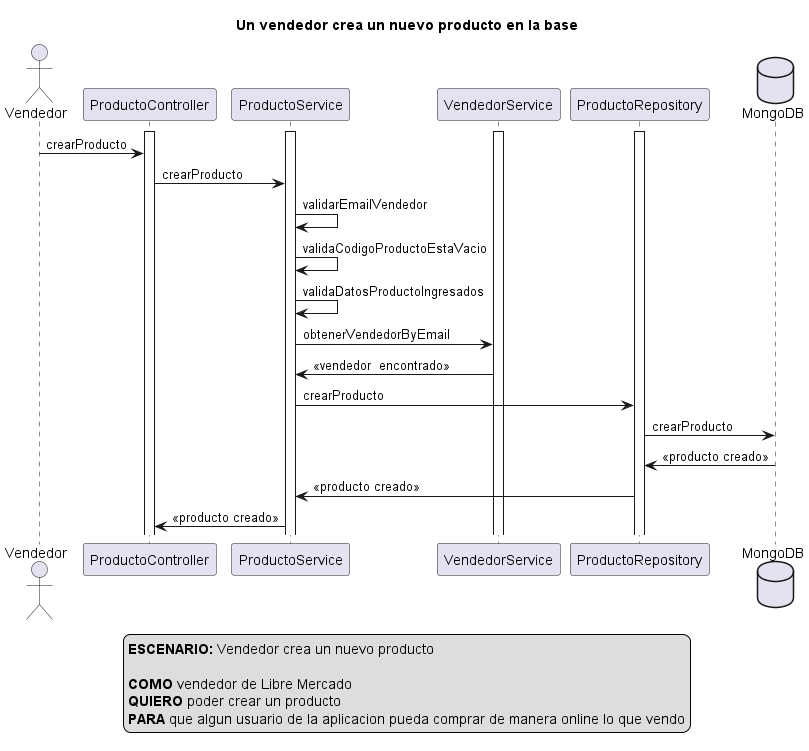 Un vendedor crea un nuevo producto en la base
Vendedor
ProductoController
ProductoService
VendedorService
ProductoRepository
MongoDB
crearProducto
crearProducto
validarEmailVendedor
validaCodigoProductoEstaVacio
validaDatosProductoIngresados
obtenerVendedorByEmail
«vendedor encontrado»
crearProducto
crearProducto
«producto creado»
«producto creado»
«producto creado»
Vendedor
ProductoController
ProductoService
VendedorService
ProductoRepository
MongoDB
ESCENARIO: Vendedor crea un nuevo producto
COMO vendedor de Libre Mercado
QUIERO poder crear un producto
PARA que algun usuario de la aplicacion pueda comprar de manera online lo que vendo